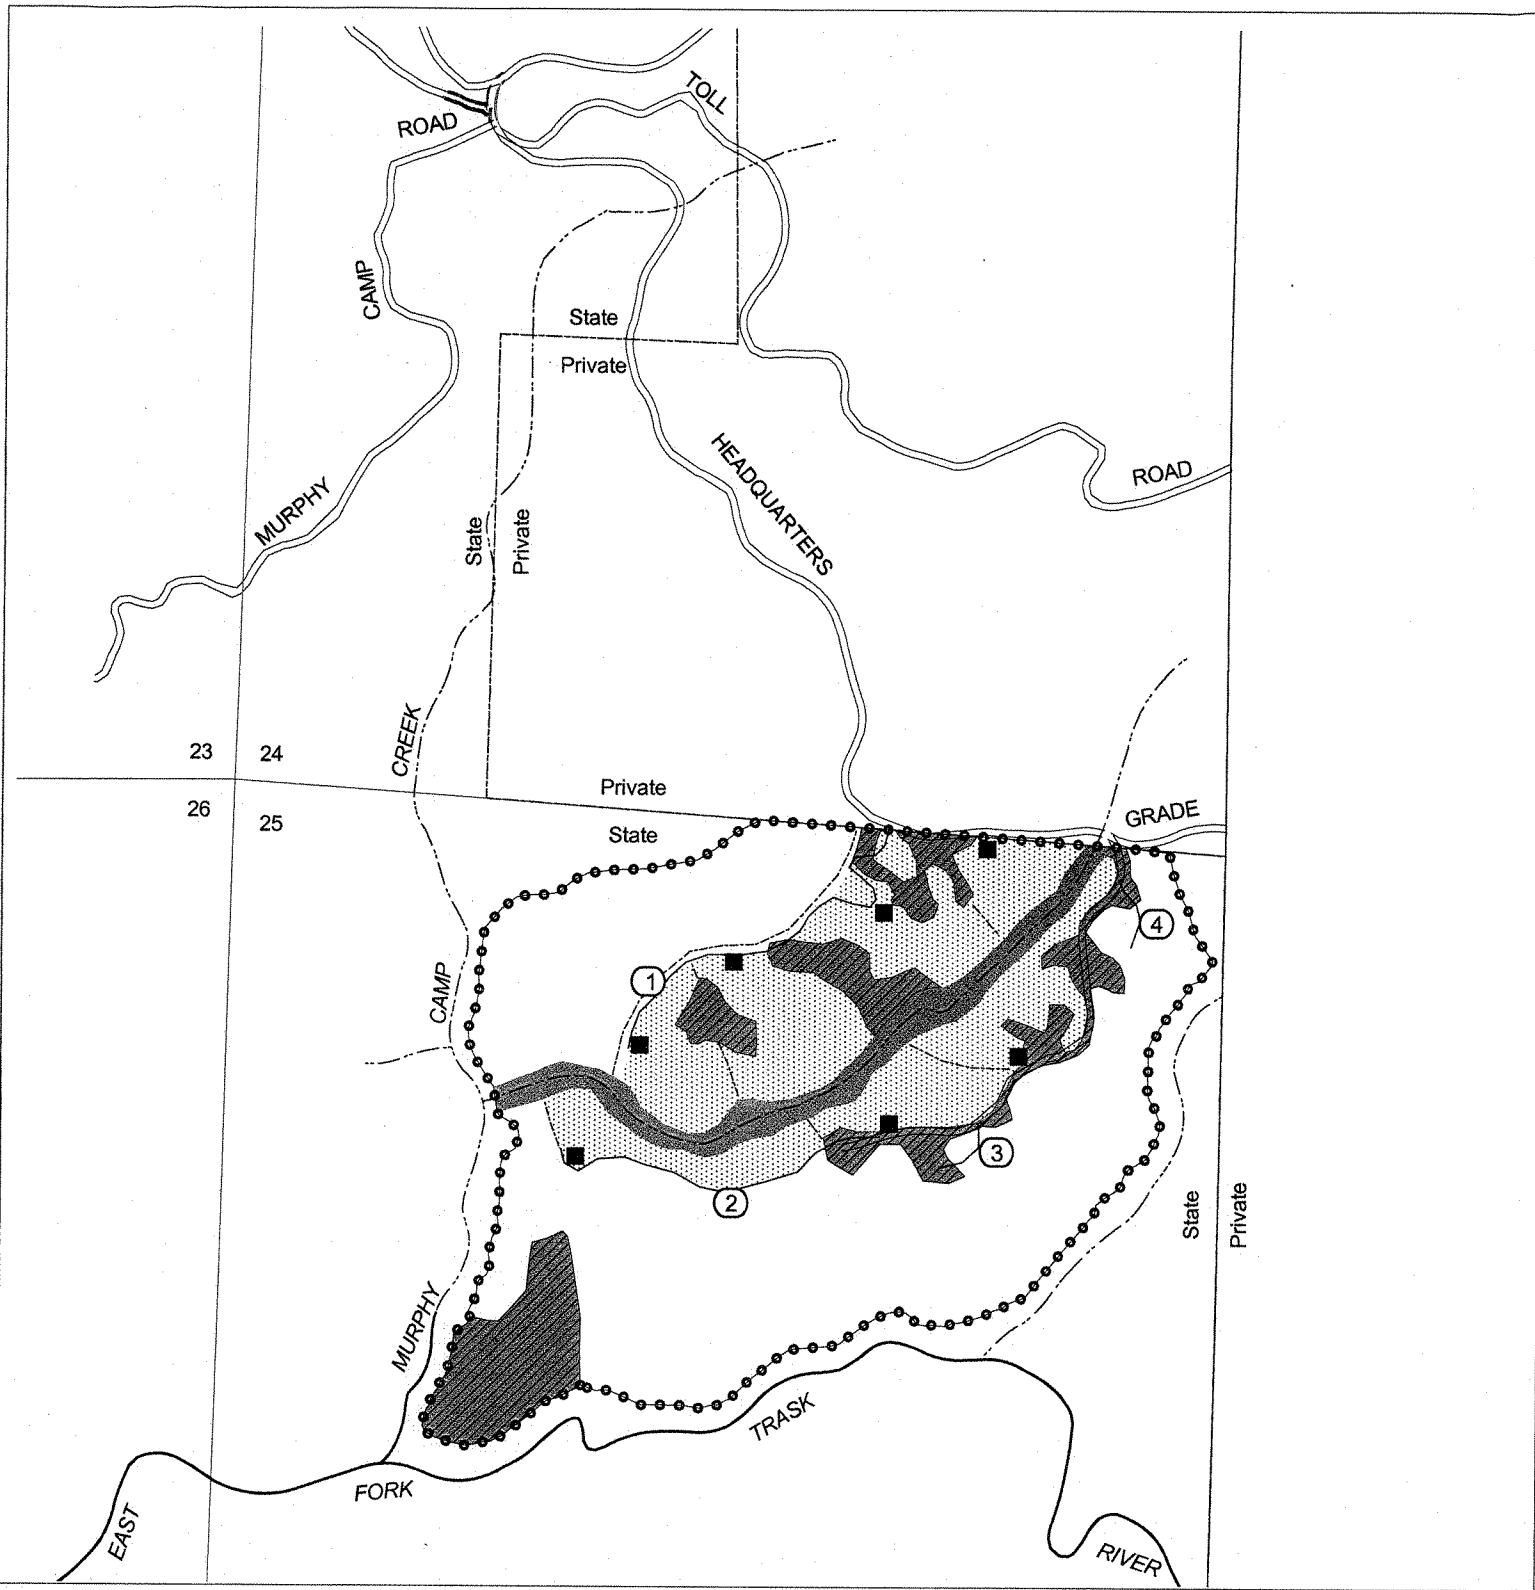 TOLL
ROAD
CAMP
State
Private
HEADQUARTERS
ROAD
MURPHY
State
Private
CREEK
23 24
Private
26 25
State
GRADE
4
1
CAMP
3
2
State
Private
MURPHY
TRASK
FORK
EAST
RIVER